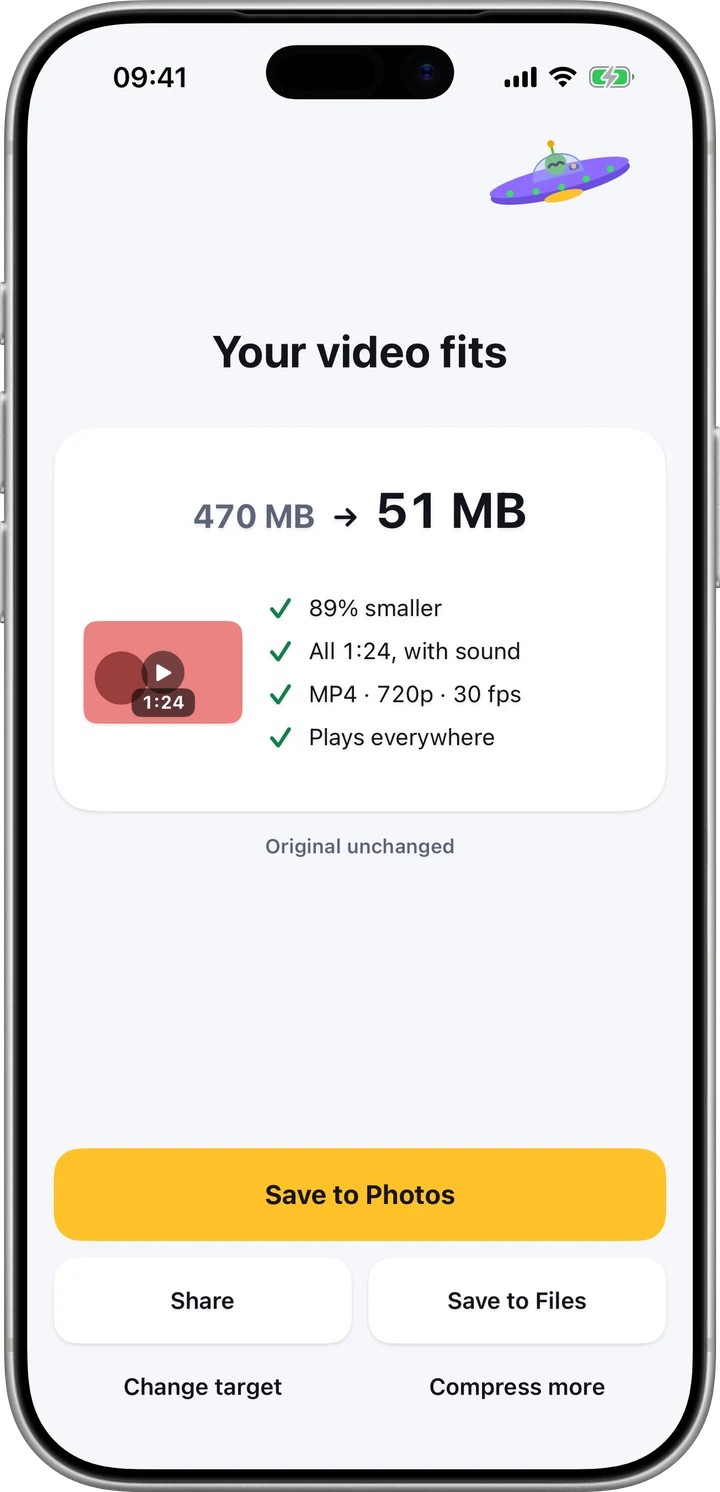 09:41
Your video fits
470 MB → 51 MB
89% smaller
All 1:24, with sound
1:24
MP4 · 720p · 30 fps
Plays everywhere
Original unchanged
Save to Photos
Share
Save to Files
Change target
Compress more